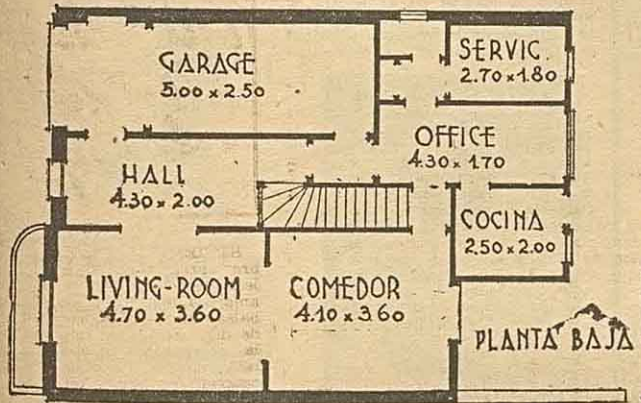 GARAGE
5.00 x 2.50
SERVIC.
2.70 x 1.80
OFFICE
4.30 x 1.70
HALL
4.30 x 2.00
COCINA
2.50 x 2.00
LIVING-ROOM
4.70 x 3.60
COMEDOR
4.10 x 3.60
PLANTA BAJA